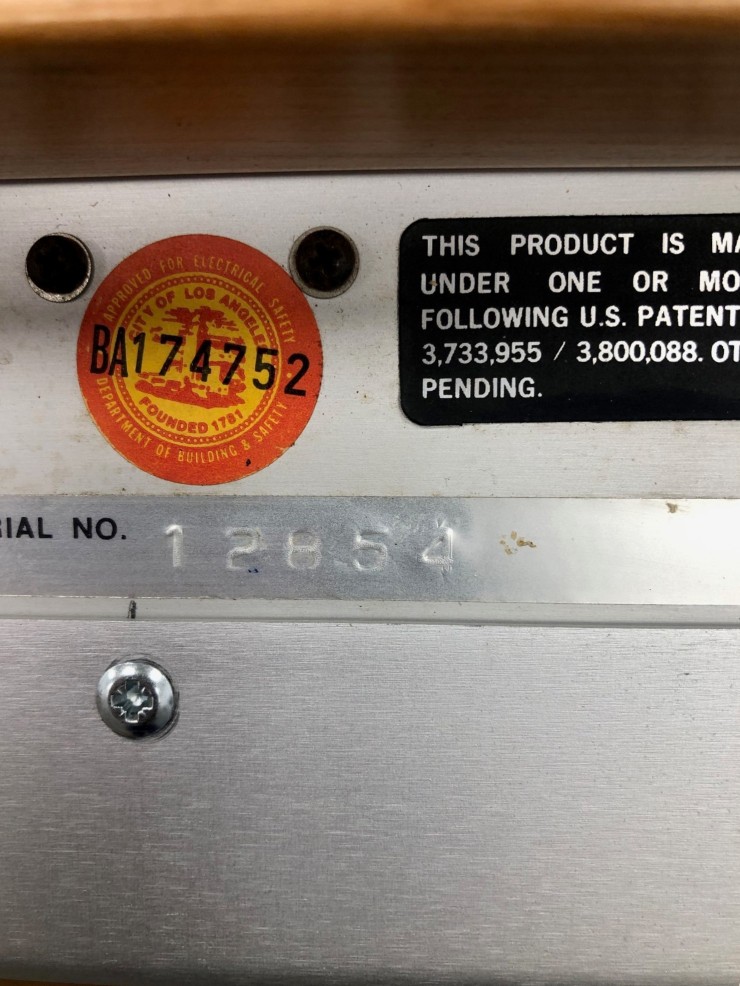 APPROVED FOR ELECTRICAL SAFETY
CITY OF LOS ANGELES
BA174752
FOUNDED 1781
DEPARTMENT OF BUILDING & SAFETY
THIS PRODUCT IS MA
UNDER ONE OR MO
FOLLOWING U.S. PATENT
3,733,955 / 3,800,088. OT
PENDING.
RIAL NO. 12854